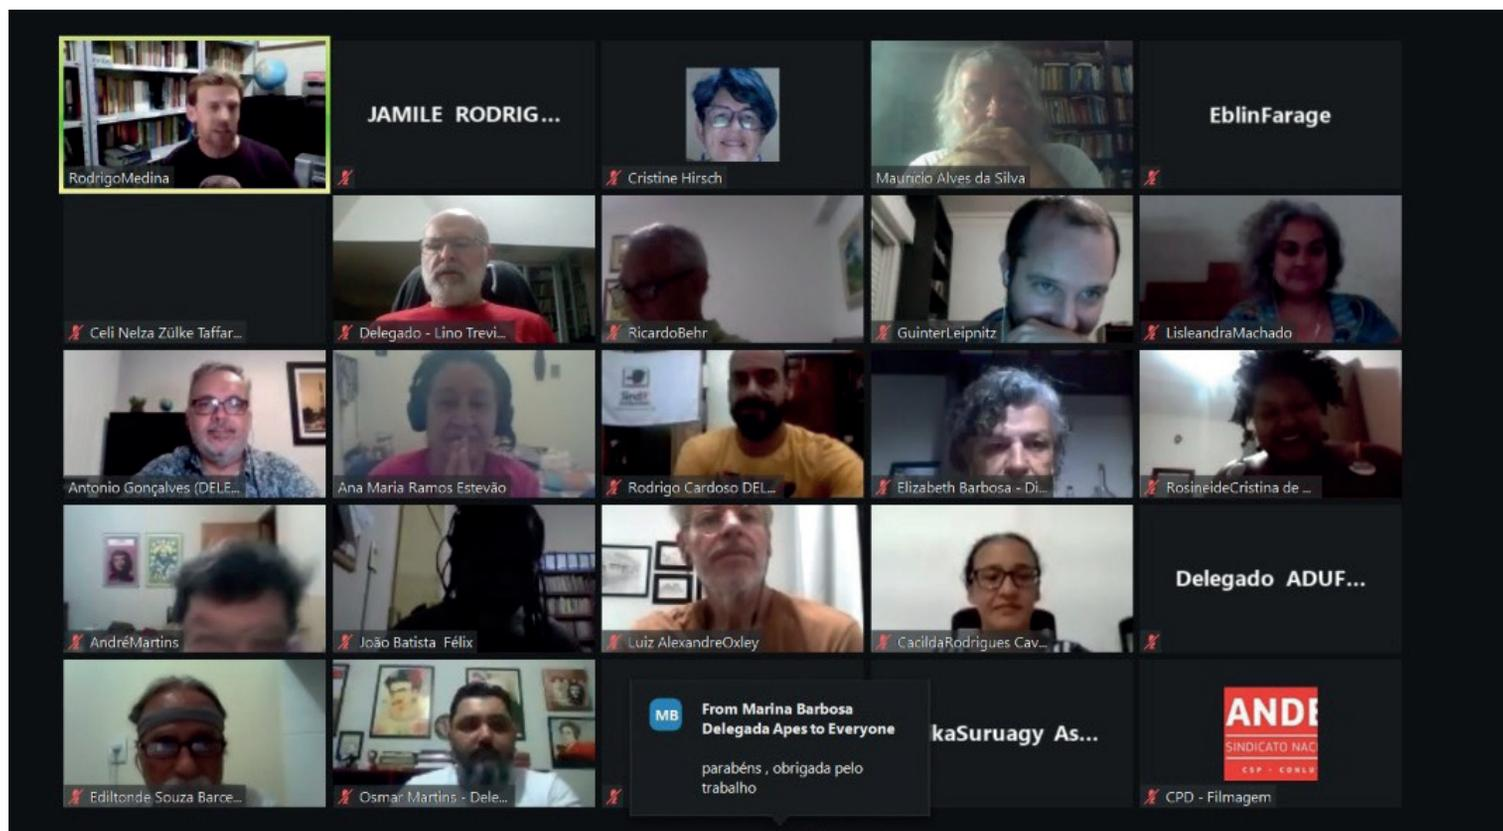 RodrigoMedina
JAMILE RODRIG...
Cristine Hirsch
Maurício Alves da Silva
EblinFarage
Celi Nelza Zülke Taffar...
Delegado - Lino Trevi...
RicardoBehr
GuinterLeipnitz
LisleandraMachado
Antonio Gonçalves (DELE...
Ana Maria Ramos Estevão
Rodrigo Cardoso DEL...
Elizabeth Barbosa - Di...
RosineideCristina de ...
AndréMartins
João Batista Félix
Luiz AlexandreOxley
CacildaRodrigues Cav...
Delegado ADUF...
Ediltonde Souza Barce...
Osmar Martins - Dele...
MB
From Marina Barbosa
Delegada Apes to Everyone
parabéns , obrigada pelo
trabalho
kaSuruagy As...
ANDE
SINDICATO NAC
CSP - CONLU
CPD - Filmagem